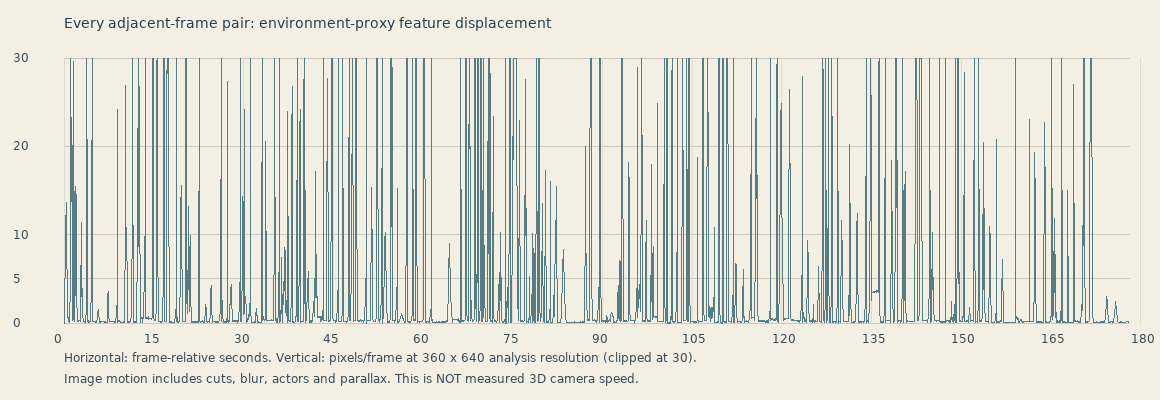 Every adjacent-frame pair: environment-proxy feature displacement
30
20
10
5
0
0 15 30 45 60 75 90 105 120 135 150 165 180
Horizontal: frame-relative seconds. Vertical: pixels/frame at 360 x 640 analysis resolution (clipped at 30).
Image motion includes cuts, blur, actors and parallax. This is NOT measured 3D camera speed.